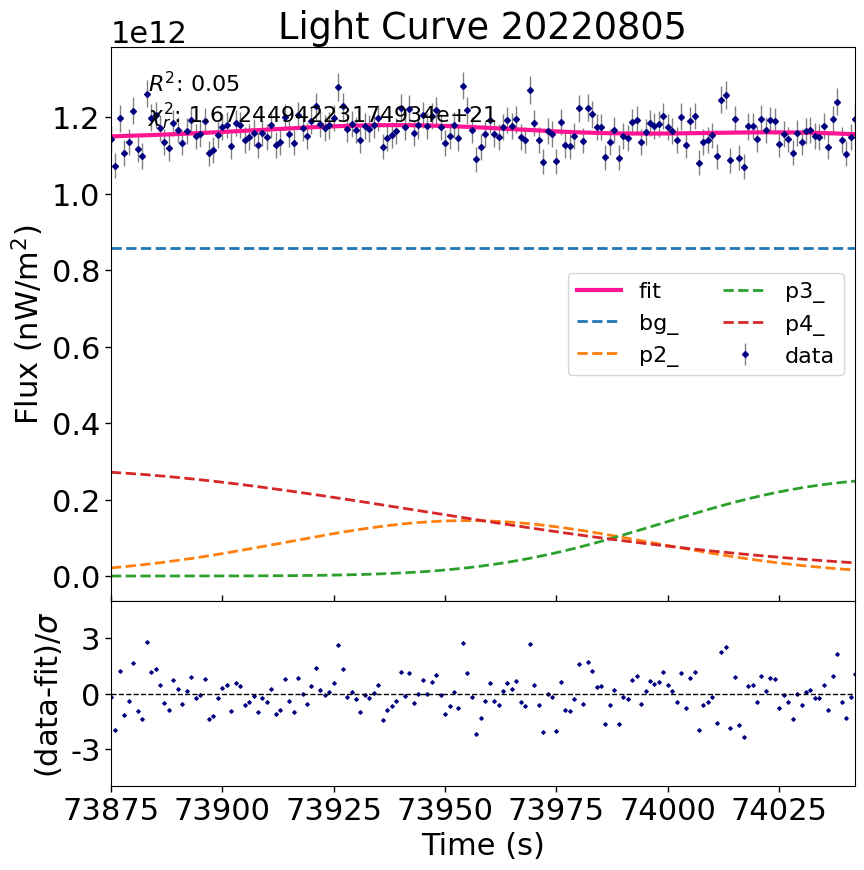 Light Curve 20220805
1e12
R²: 0.05
χ²ᵣ: 1.6724494223174934e+21
Flux (nW/m²)
1.2
1.0
0.8
0.6
0.4
0.2
0.0
fit
bg_
p2_
p3_
p4_
data
(data-fit)/σ
3
0
-3
73875 73900 73925 73950 73975 74000 74025
Time (s)